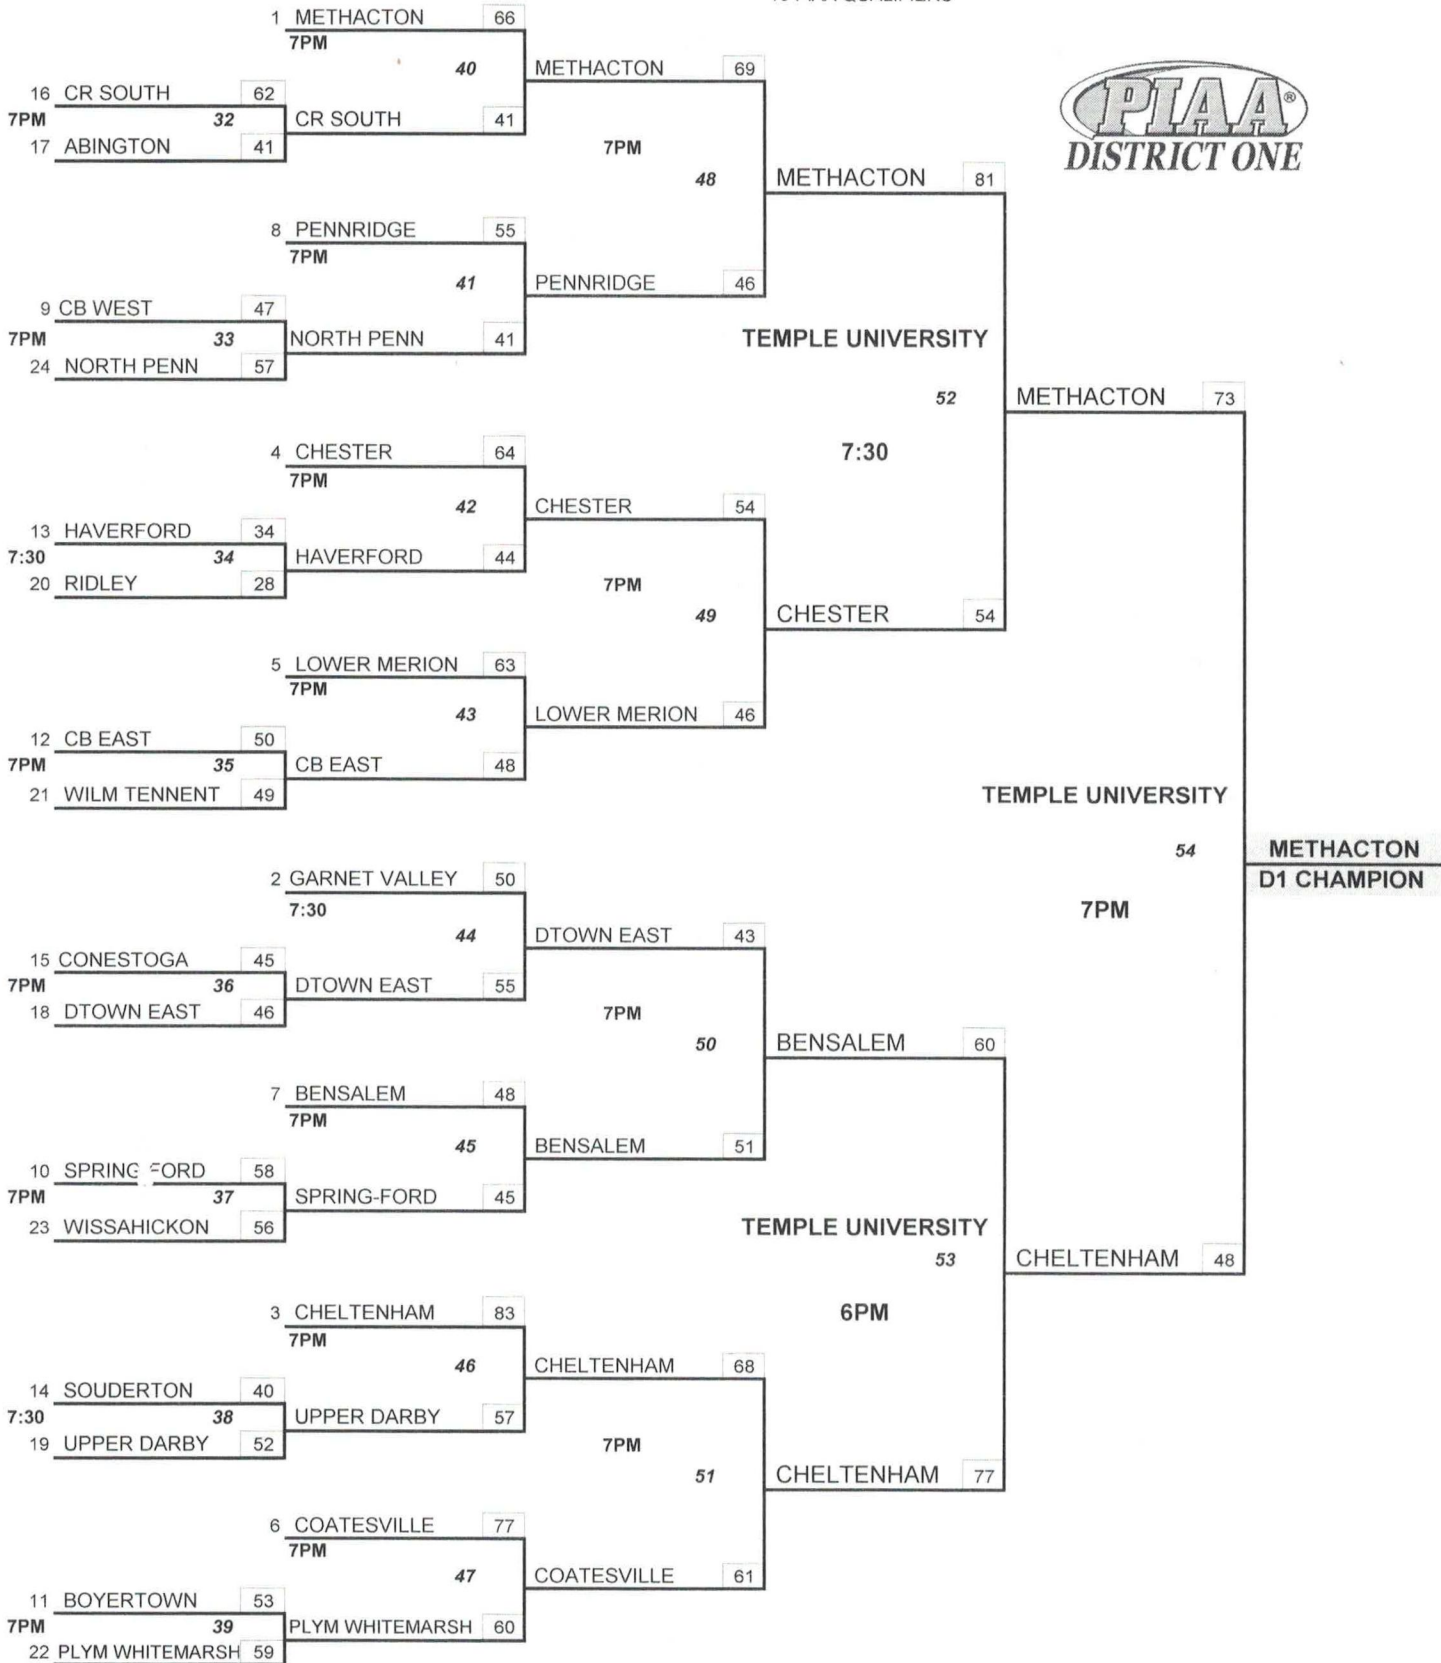 1 METHACTON 66
7PM
40
METHACTON 69
16 CR SOUTH 62
7PM 32
CR SOUTH 41
17 ABINGTON 41
7PM
48
METHACTON 81
8 PENNRIDGE 55
7PM
41
PENNRIDGE 46
9 CB WEST 47
7PM 33
NORTH PENN 41
24 NORTH PENN 57
TEMPLE UNIVERSITY
52
7:30
METHACTON 73
4 CHESTER 64
7PM
42
CHESTER 54
13 HAVERFORD 34
7:30 34
HAVERFORD 44
20 RIDLEY 28
7PM
49
CHESTER 54
5 LOWER MERION 63
7PM
43
LOWER MERION 46
12 CB EAST 50
7PM 35
CB EAST 48
21 WILM TENNENT 49
TEMPLE UNIVERSITY
54
7PM
METHACTON
D1 CHAMPION
2 GARNET VALLEY 50
7:30
44
DTOWN EAST 43
15 CONESTOGA 45
7PM 36
DTOWN EAST 55
18 DTOWN EAST 46
7PM
50
BENSALEM 60
7 BENSALEM 48
7PM
45
BENSALEM 51
10 SPRING FORD 58
7PM 37
SPRING-FORD 45
23 WISSAHICKON 56
TEMPLE UNIVERSITY
53
6PM
CHELTENHAM 48
3 CHELTENHAM 83
7PM
46
CHELTENHAM 68
14 SOUDERTON 40
7:30 38
UPPER DARBY 57
19 UPPER DARBY 52
7PM
51
CHELTENHAM 77
6 COATESVILLE 77
7PM
47
COATESVILLE 61
11 BOYERTOWN 53
7PM 39
PLYM WHITEMARSH 60
22 PLYM WHITEMARSH 59
PIAA®
DISTRICT ONE